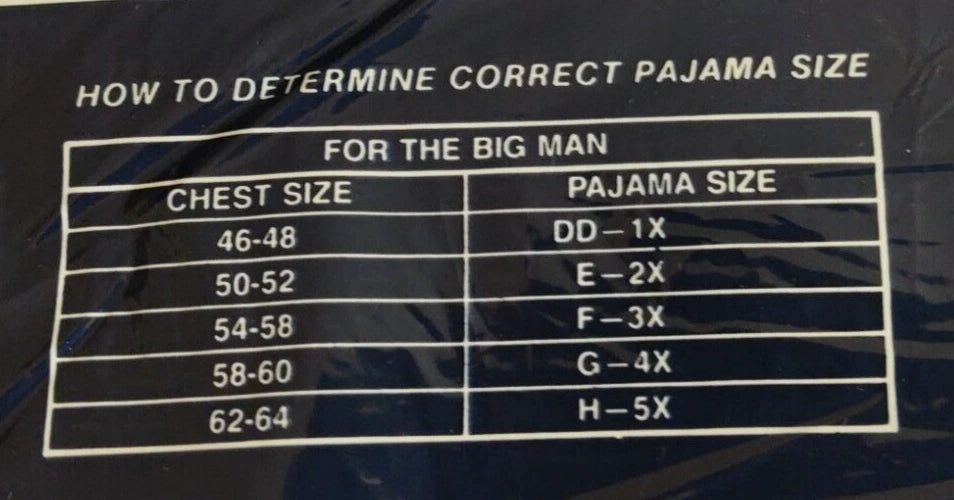 HOW TO DETERMINE CORRECT PAJAMA SIZE
FOR THE BIG MAN
CHEST SIZE PAJAMA SIZE
46-48 DD–1X
50-52 E–2X
54-58 F–3X
58-60 G–4X
62-64 H–5X